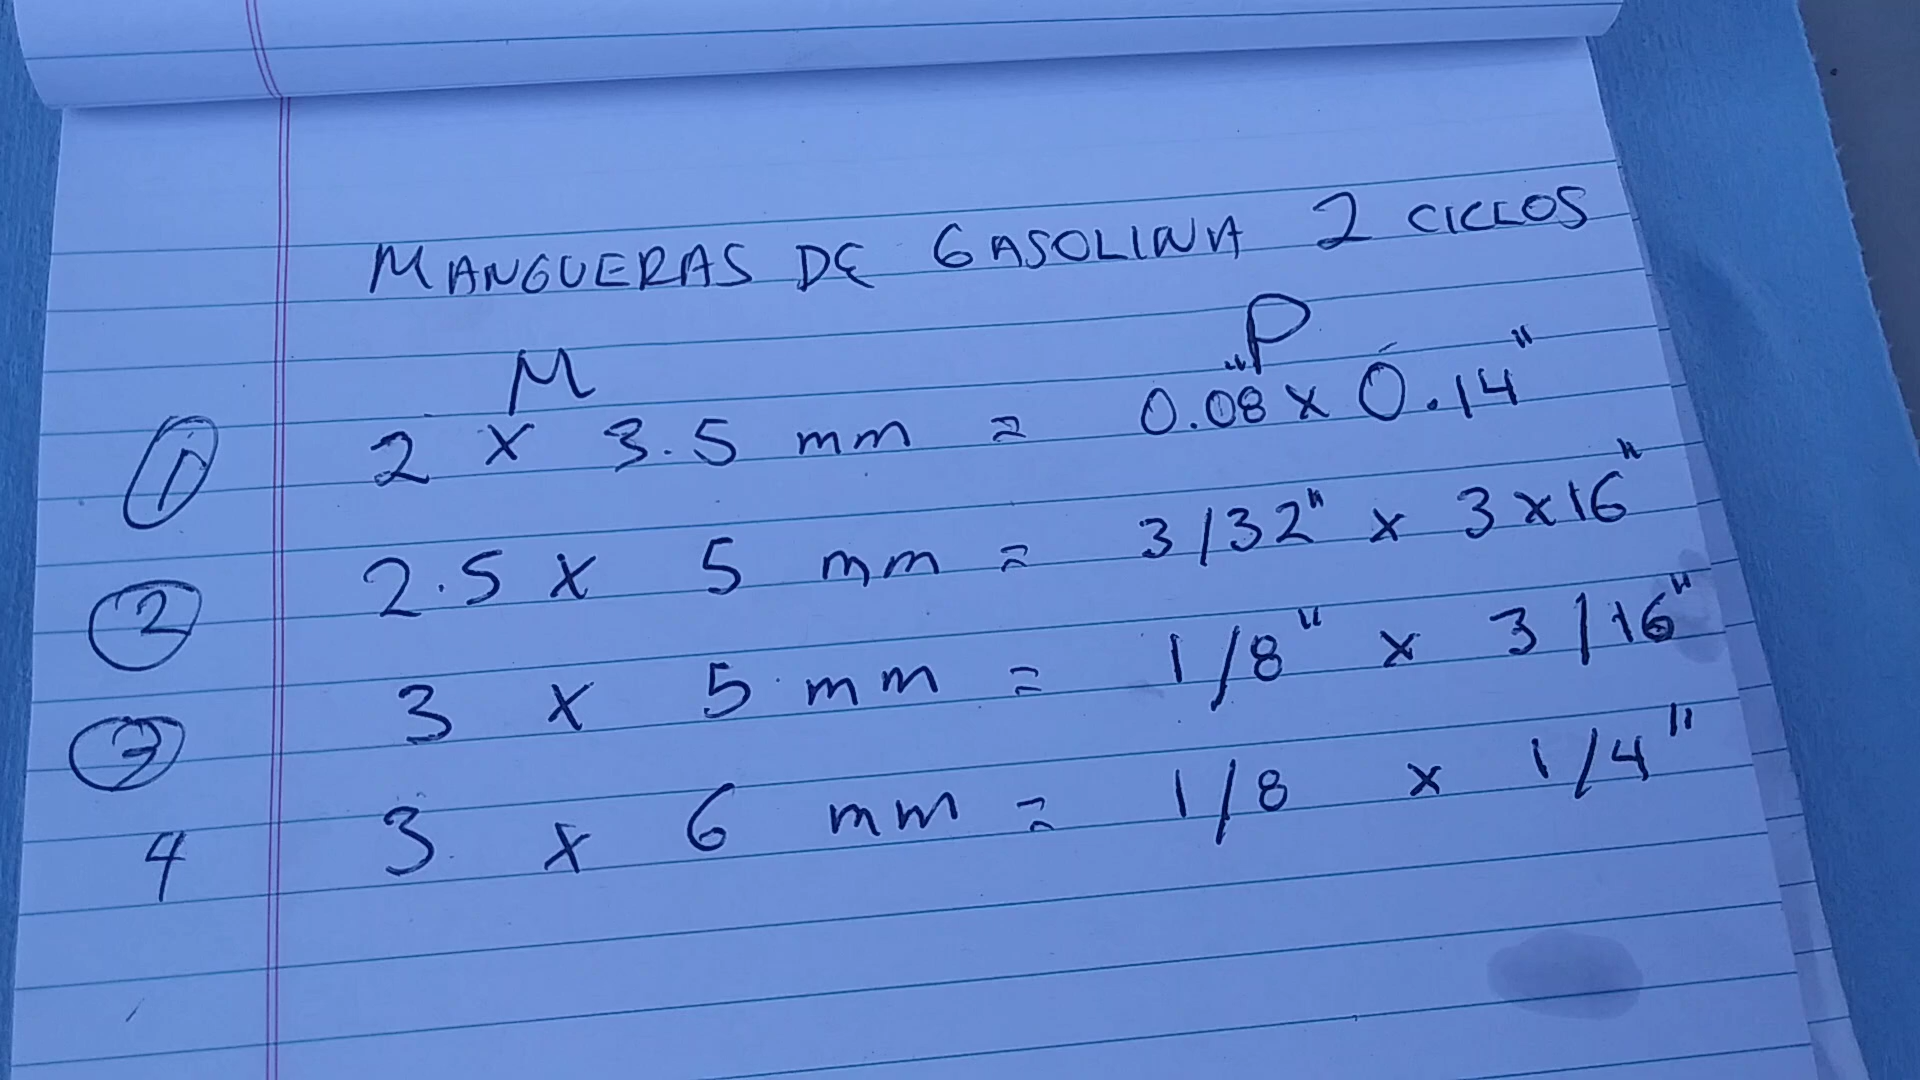 MANGUERAS DE GASOLINA 2 CICLOS
M P
1 2 x 3.5 mm = 0.08" x 0.14"
2 2.5 x 5 mm = 3/32" x 3x16"
3 3 x 5 mm = 1/8" x 3/16"
4 3 x 6 mm = 1/8 x 1/4"